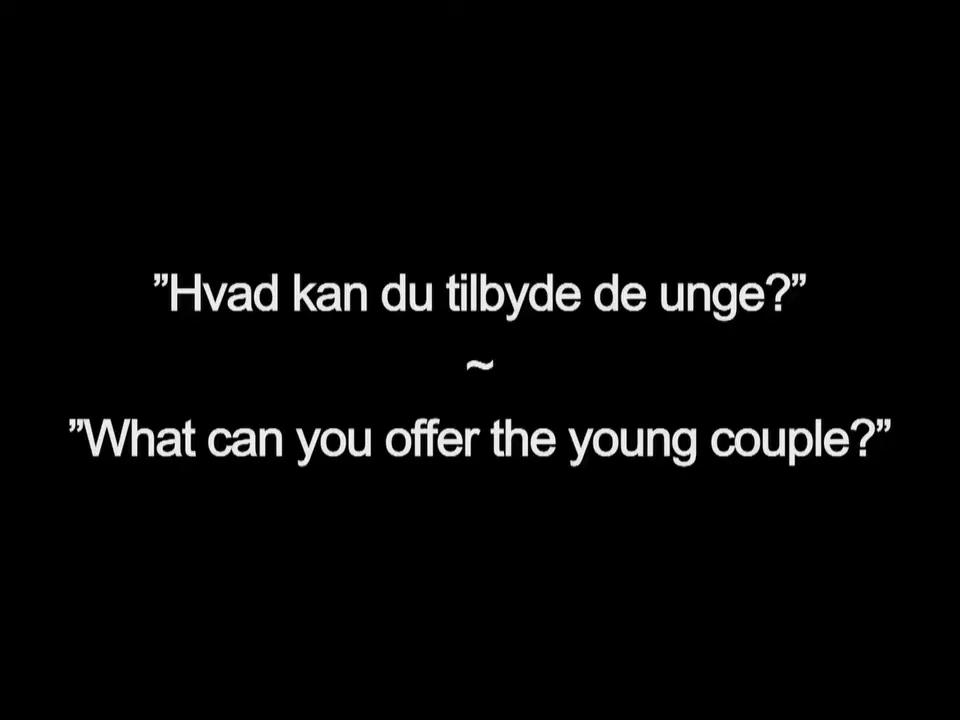 ”Hvad kan du tilbyde de unge?”
~
”What can you offer the young couple?”